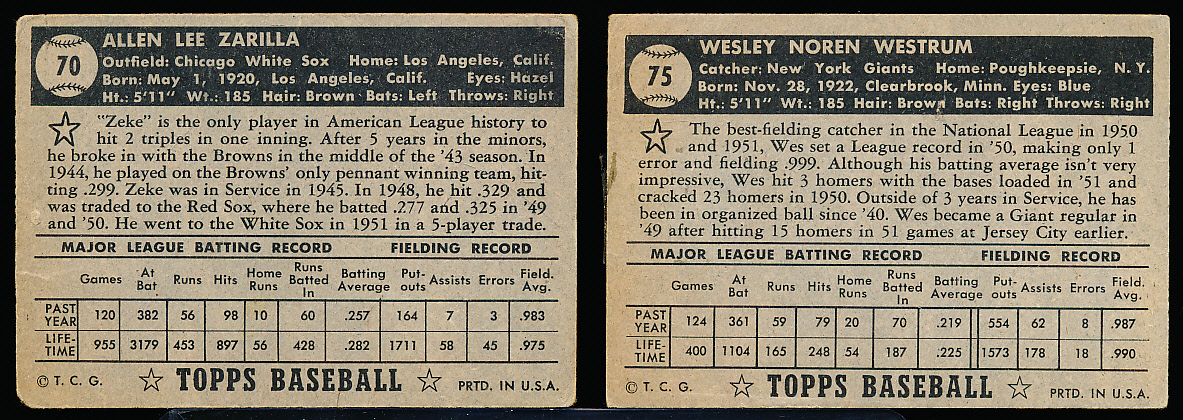 70
ALLEN LEE ZARILLA
Outfield: Chicago White Sox Home: Los Angeles, Calif.
Born: May 1, 1920, Los Angeles, Calif. Eyes: Hazel
Ht.: 5'11" Wt.: 185 Hair: Brown Bats: Left Throws: Right
"Zeke" is the only player in American League history to
hit 2 triples in one inning. After 5 years in the minors,
he broke in with the Browns in the middle of the '43 season. In
1944, he played on the Browns' only pennant winning team, hit-
ting .299. Zeke was in Service in 1945. In 1948, he hit .329 and
was traded to the Red Sox, where he batted .277 and .325 in '49
and '50. He went to the White Sox in 1951 in a 5-player trade.
MAJOR LEAGUE BATTING RECORD FIELDING RECORD
Games At Bat Runs Hits Home Runs Runs Batted In Batting Average Put-outs Assists Errors Field. Avg.
PAST YEAR 120 382 56 98 10 60 .257 164 7 3 .983
LIFE-TIME 955 3179 453 897 56 428 .282 1711 58 45 .975
© T. C. G. TOPPS BASEBALL PRTD. IN U.S.A.
75
WESLEY NOREN WESTRUM
Catcher: New York Giants Home: Poughkeepsie, N. Y.
Born: Nov. 28, 1922, Clearbrook, Minn. Eyes: Blue
Ht.: 5'11" Wt.: 185 Hair: Brown Bats: Right Throws: Right
The best-fielding catcher in the National League in 1950
and 1951, Wes set a League record in '50, making only 1
error and fielding .999. Although his batting average isn't very
impressive, Wes hit 3 homers with the bases loaded in '51 and
cracked 23 homers in 1950. Outside of 3 years in Service, he has
been in organized ball since '40. Wes became a Giant regular in
'49 after hitting 15 homers in 51 games at Jersey City earlier.
MAJOR LEAGUE BATTING RECORD FIELDING RECORD
Games At Bat Runs Hits Home Runs Runs Batted In Batting Average Put-outs Assists Errors Field. Avg.
PAST YEAR 124 361 59 79 20 70 .219 554 62 8 .987
LIFE-TIME 400 1104 165 248 54 187 .225 1573 178 18 .990
© T. C. G. TOPPS BASEBALL PRTD. IN U.S.A.